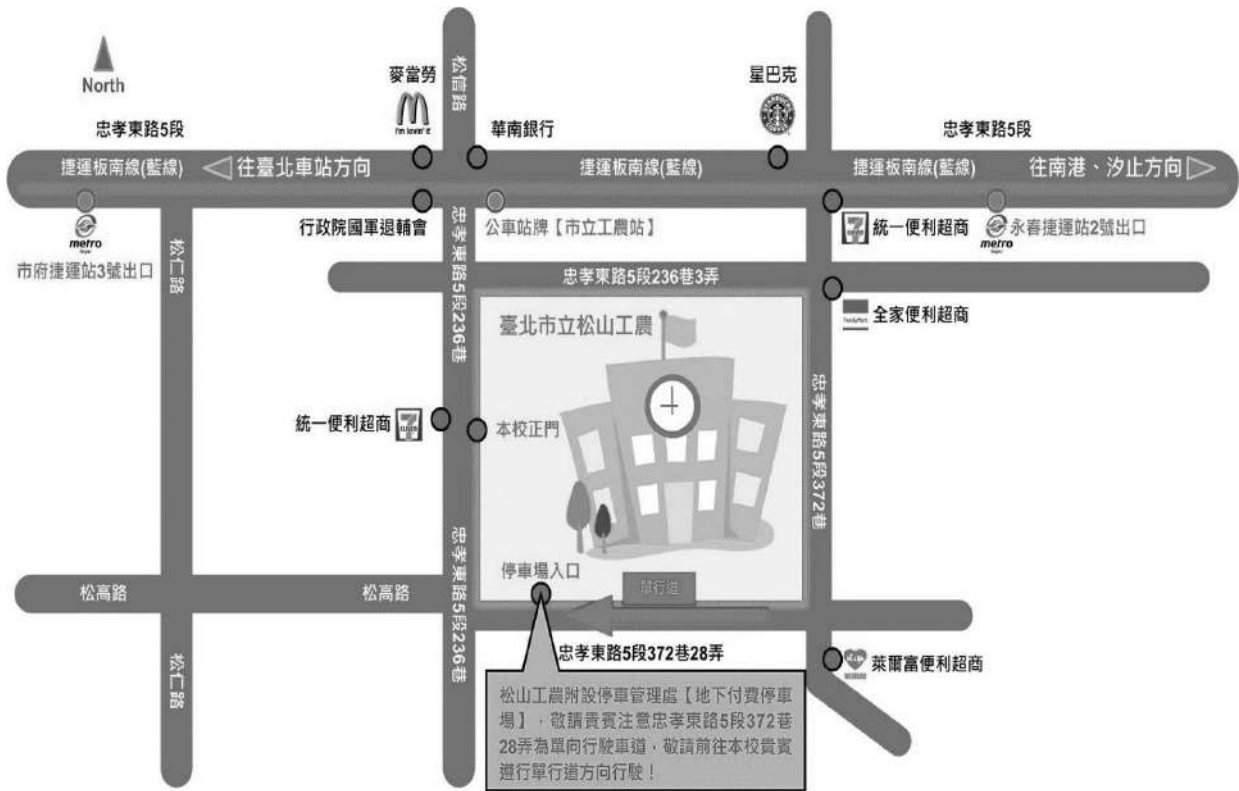 North
麥當勞
i'm lovin' it
松信路
華南銀行
星巴克
忠孝東路5段
忠孝東路5段
捷運板南線(藍線)
往臺北車站方向
捷運板南線(藍線)
捷運板南線(藍線)
往南港、汐止方向
metro
市府捷運站3號出口
松仁路
行政院國軍退輔會
忠孝東路5段236巷
公車站牌【市立工農站】
7
ELEVEN
統一便利超商
metro
永春捷運站2號出口
忠孝東路5段236巷3弄
FamilyMart
全家便利超商
臺北市立松山工農
統一便利超商
7
ELEVEN
本校正門
忠孝東路5段372巷
停車場入口
單行道
松高路
松高路
忠孝東路5段236巷
忠孝東路5段372巷28弄
松仁路
萊爾富便利超商
松山工農附設停車管理處【地下付費停車
場】，敬請貴賓注意忠孝東路5段372巷
28弄為單向行駛車道，敬請前往本校貴賓
遵行單行道方向行駛！